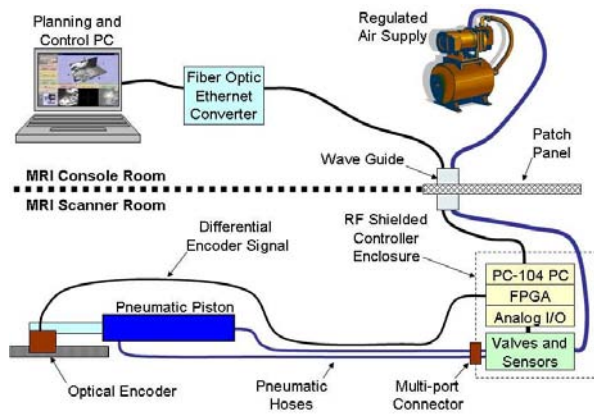 Planning and
Control PC
Fiber Optic
Ethernet
Converter
Regulated
Air Supply
Wave Guide
Patch
Panel
MRI Console Room
MRI Scanner Room
Differential
Encoder Signal
RF Shielded
Controller
Enclosure
PC-104 PC
FPGA
Analog I/O
Valves and
Sensors
Pneumatic Piston
Optical Encoder
Pneumatic
Hoses
Multi-port
Connector